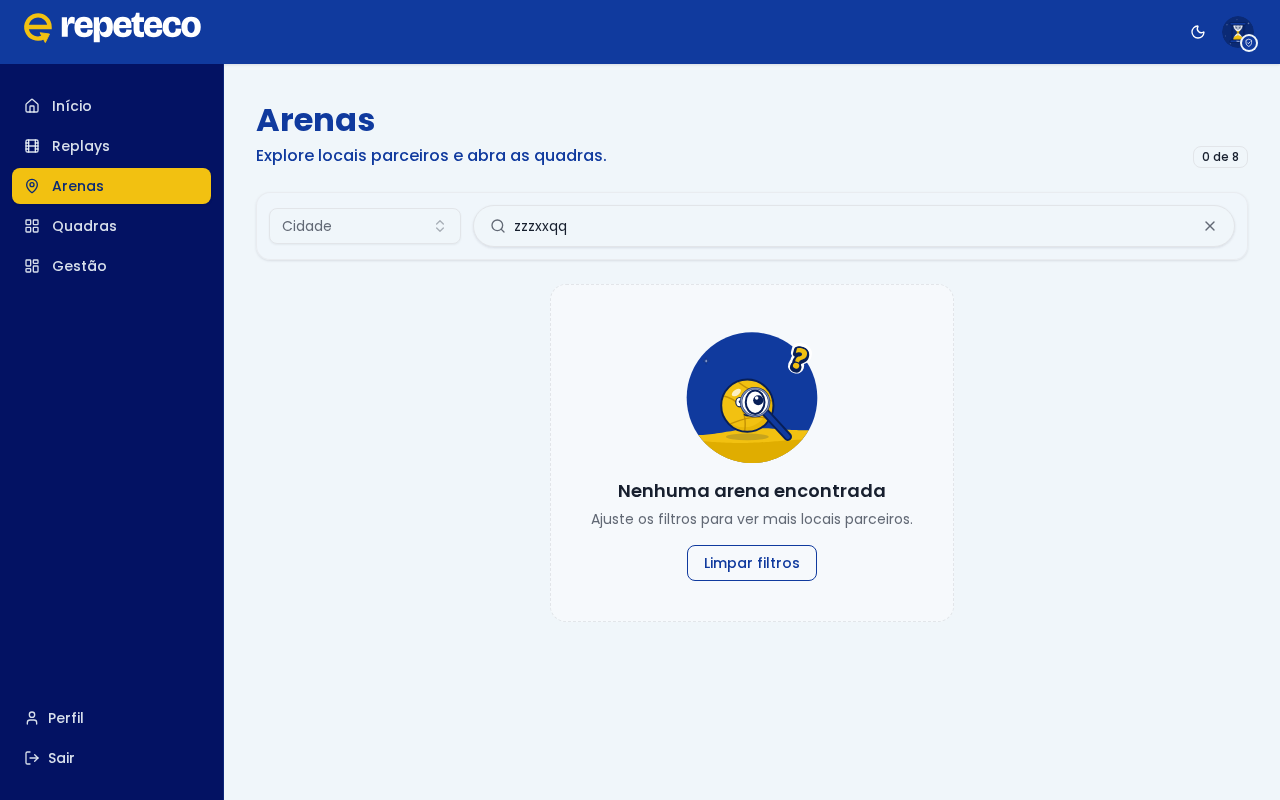 repeteco
Início
Replays
Arenas
Quadras
Gestão
Perfil
Sair
Arenas
Explore locais parceiros e abra as quadras.
0 de 8
Cidade
zzzxxqq
?
Nenhuma arena encontrada
Ajuste os filtros para ver mais locais parceiros.
Limpar filtros